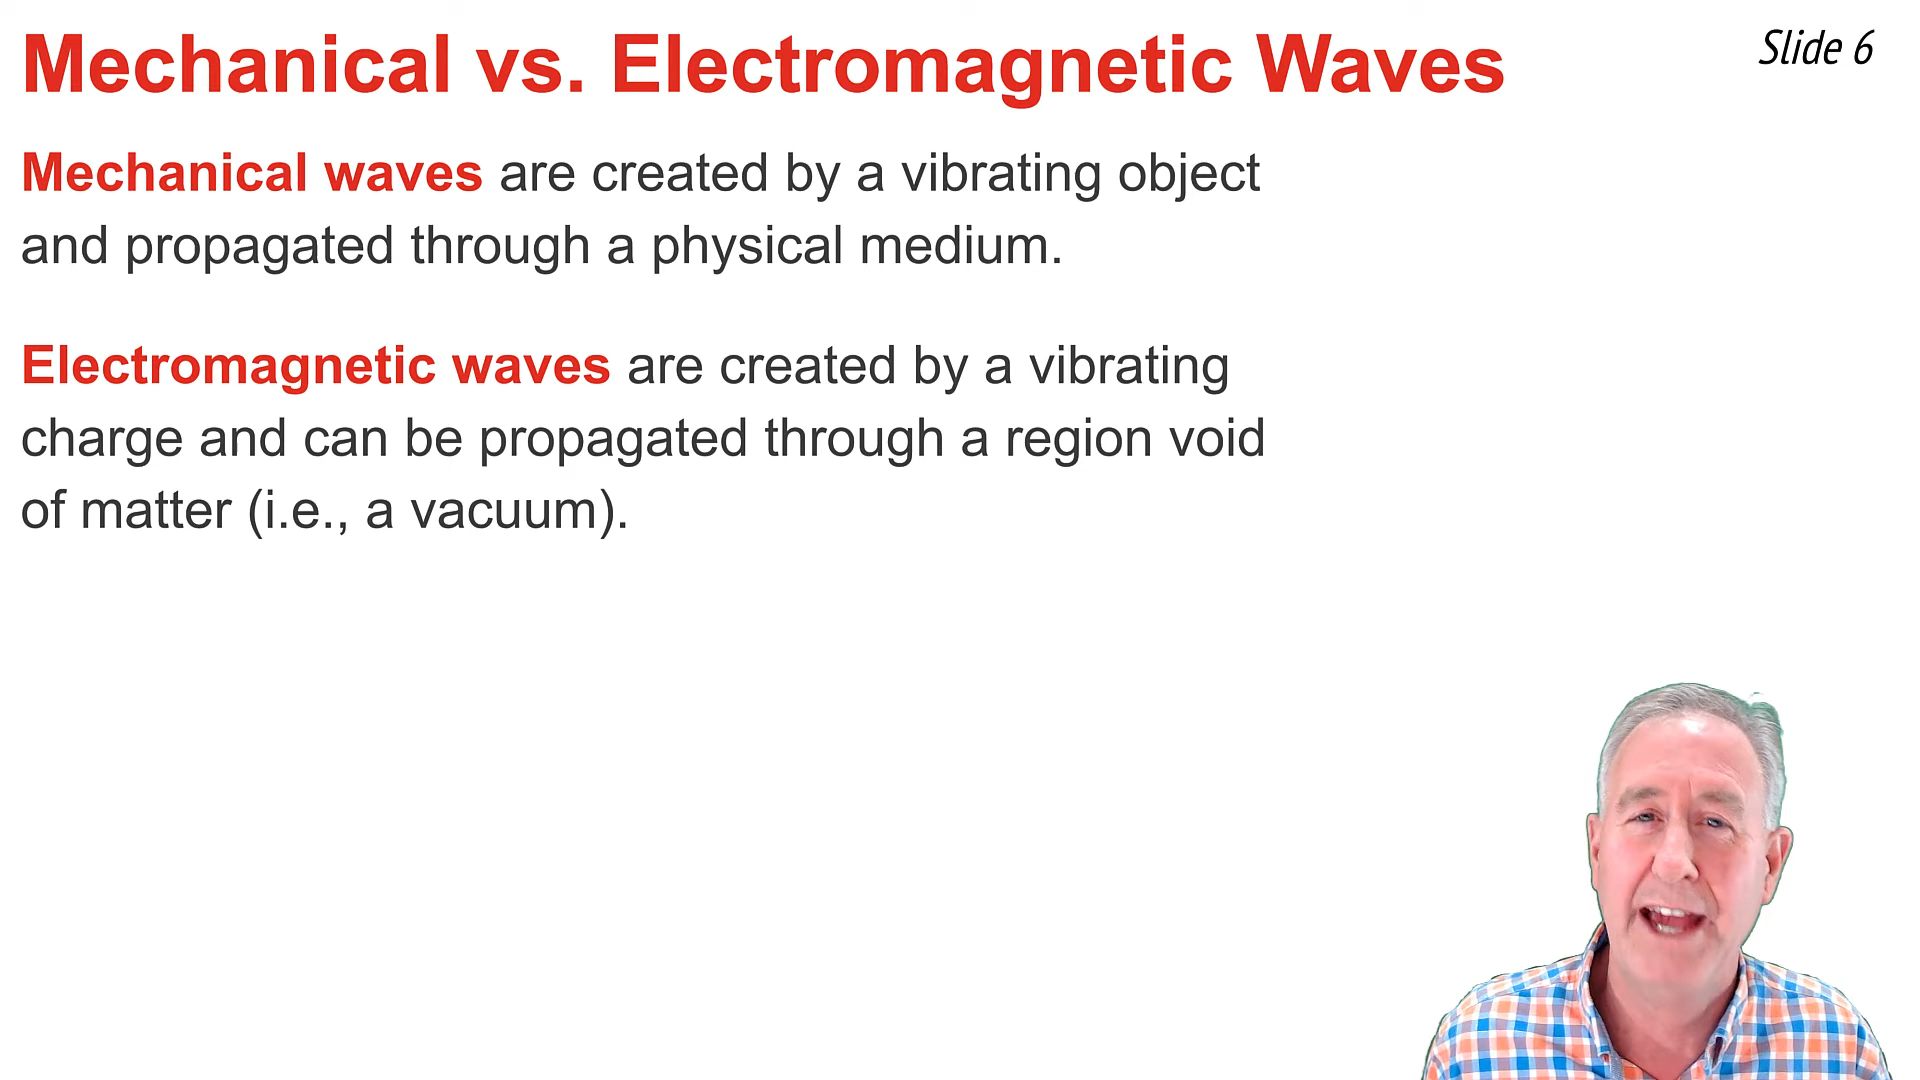 Mechanical vs. Electromagnetic Waves
Slide 6
Mechanical waves are created by a vibrating object
and propagated through a physical medium.
Electromagnetic waves are created by a vibrating
charge and can be propagated through a region void
of matter (i.e., a vacuum).